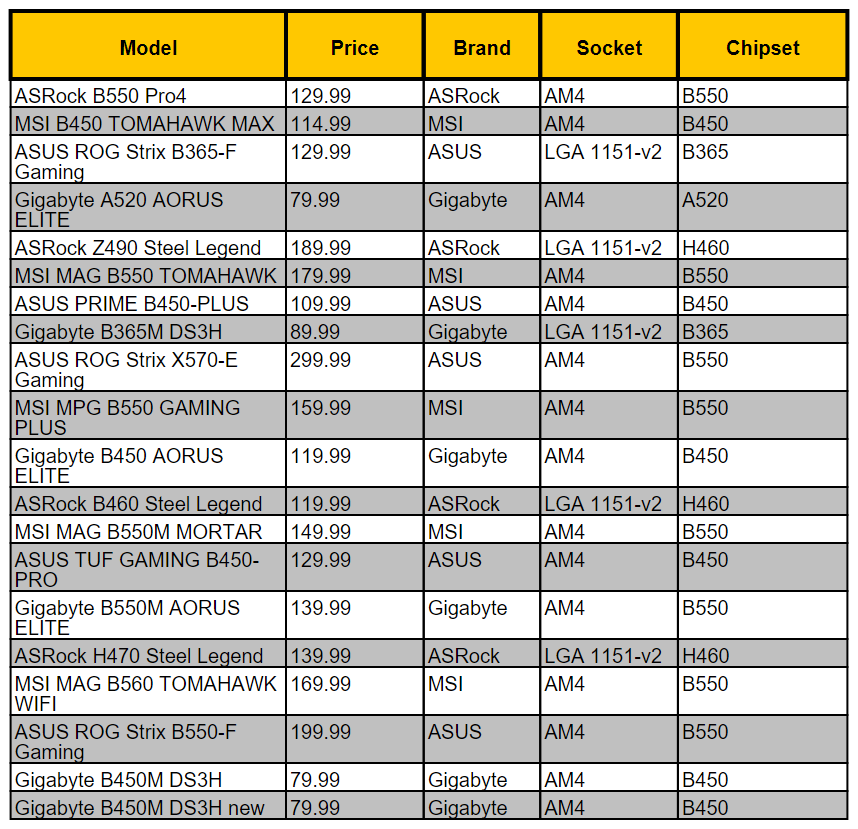 Model Price Brand Socket Chipset
ASRock B550 Pro4 129.99 ASRock AM4 B550
MSI B450 TOMAHAWK MAX 114.99 MSI AM4 B450
ASUS ROG Strix B365-F 129.99 ASUS LGA 1151-v2 B365
Gaming
Gigabyte A520 AORUS 79.99 Gigabyte AM4 A520
ELITE
ASRock Z490 Steel Legend 189.99 ASRock LGA 1151-v2 H460
MSI MAG B550 TOMAHAWK 179.99 MSI AM4 B550
ASUS PRIME B450-PLUS 109.99 ASUS AM4 B450
Gigabyte B365M DS3H 89.99 Gigabyte LGA 1151-v2 B365
ASUS ROG Strix X570-E 299.99 ASUS AM4 B550
Gaming
MSI MPG B550 GAMING 159.99 MSI AM4 B550
PLUS
Gigabyte B450 AORUS 119.99 Gigabyte AM4 B450
ELITE
ASRock B460 Steel Legend 119.99 ASRock LGA 1151-v2 H460
MSI MAG B550M MORTAR 149.99 MSI AM4 B550
ASUS TUF GAMING B450- 129.99 ASUS AM4 B450
PRO
Gigabyte B550M AORUS 139.99 Gigabyte AM4 B550
ELITE
ASRock H470 Steel Legend 139.99 ASRock LGA 1151-v2 H460
MSI MAG B560 TOMAHAWK 169.99 MSI AM4 B550
WIFI
ASUS ROG Strix B550-F 199.99 ASUS AM4 B550
Gaming
Gigabyte B450M DS3H 79.99 Gigabyte AM4 B450
Gigabyte B450M DS3H new 79.99 Gigabyte AM4 B450